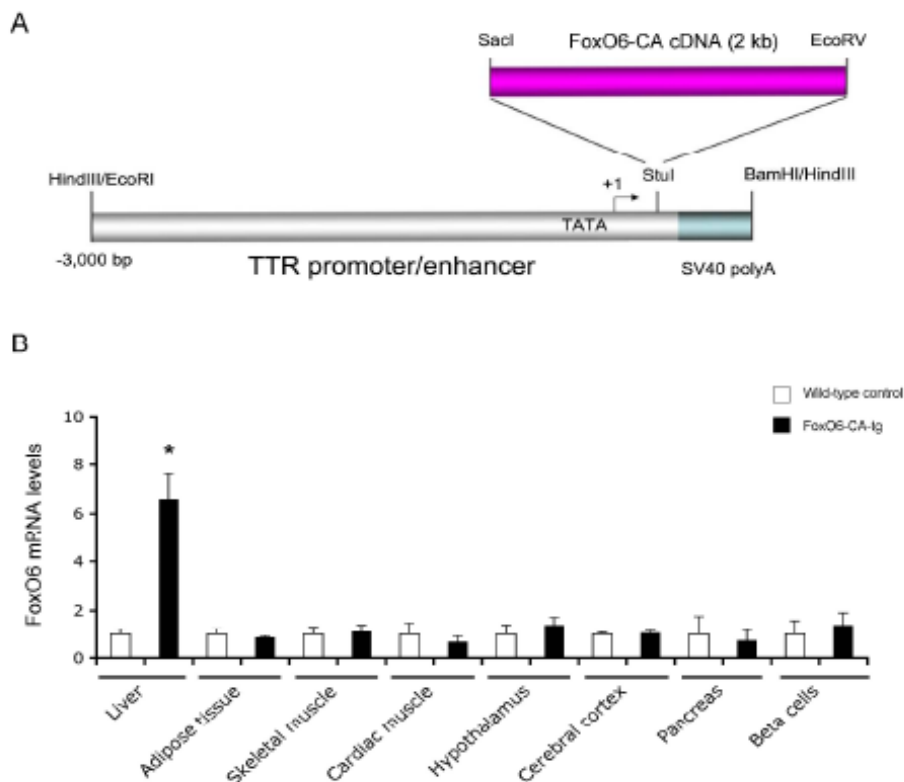 A
SacI FoxO6-CA cDNA (2 kb) EcoRV
HindIII/EcoRI +1 StuI BamHI/HindIII
TATA
-3,000 bp TTR promoter/enhancer SV40 polyA
B
Wild-type control
FoxO6-CA-tg
FoxO6 mRNA levels
10
8
6
4
2
0
*
Liver
Adipose tissue
Skeletal muscle
Cardiac muscle
Hypothalamus
Cerebral cortex
Pancreas
Beta cells